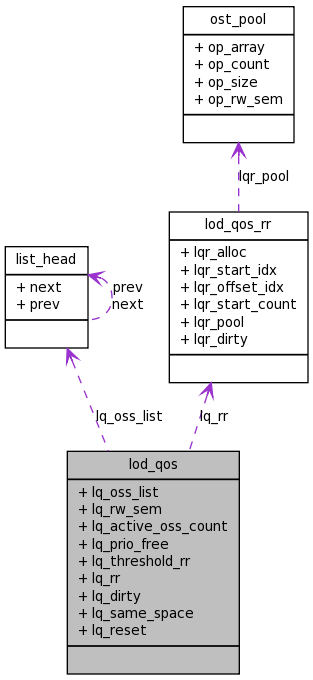 ost_pool
+ op_array
+ op_count
+ op_size
+ op_rw_sem
lqr_pool
lod_qos_rr
+ lqr_alloc
+ lqr_start_idx
+ lqr_offset_idx
+ lqr_start_count
+ lqr_pool
+ lqr_dirty
list_head
+ next
+ prev
prev
next
lq_oss_list
lq_rr
lod_qos
+ lq_oss_list
+ lq_rw_sem
+ lq_active_oss_count
+ lq_prio_free
+ lq_threshold_rr
+ lq_rr
+ lq_dirty
+ lq_same_space
+ lq_reset